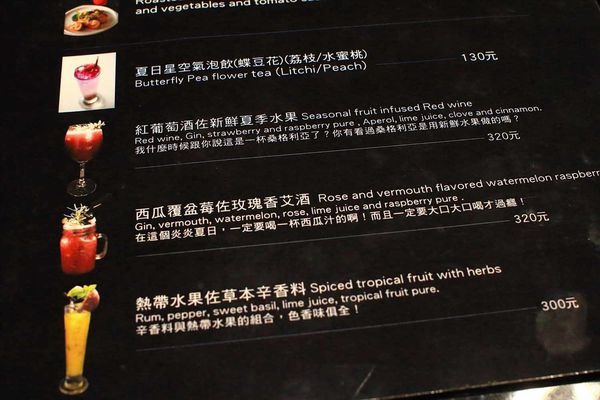 and vegetables and tomato
夏日星空氣泡飲(蝶豆花)(荔枝/水蜜桃)
Butterfly Pea flower tea (Litchi/Peach)
130元
紅葡萄酒佐新鮮夏季水果 Seasonal fruit infused Red wine
Red wine, Gin, strawberry and raspberry pure , Aperol, lime juice, clove and cinnamon.
我什麼時候跟你說這是一杯桑格利亞了？你有看過桑格利亞是用新鮮水果做的嗎？
320元
西瓜覆盆莓佐玫瑰香艾酒 Rose and vermouth flavored watermelon raspberr
Gin, vermouth, watermelon, rose, lime juice and raspberry pure .
在這個炎炎夏日，一定要喝一杯西瓜汁的啊！而且一定要大口大口喝才過癮！
320元
熱帶水果佐草本辛香料 Spiced tropical fruit with herbs
Rum, pepper, sweet basil, lime juice, tropical fruit pure.
辛香料與熱帶水果的組合，色香味俱全！
300元